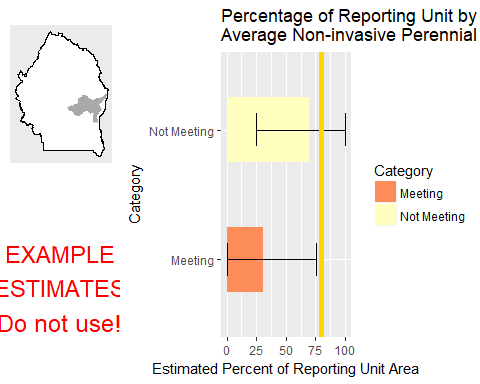 Percentage of Reporting Unit by
Average Non-invasive Perennial
Category
Not Meeting
Meeting
0 25 50 75 100
Estimated Percent of Reporting Unit Area
Category
Meeting
Not Meeting
EXAMPLE
ESTIMATES
Do not use!